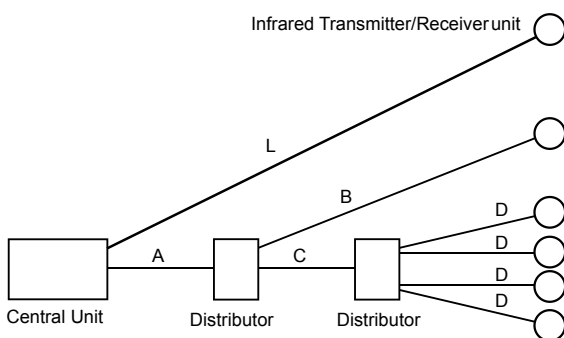 Infrared Transmitter/Receiver unit
L
B
D
A
C
D
D
D
Central Unit
Distributor
Distributor